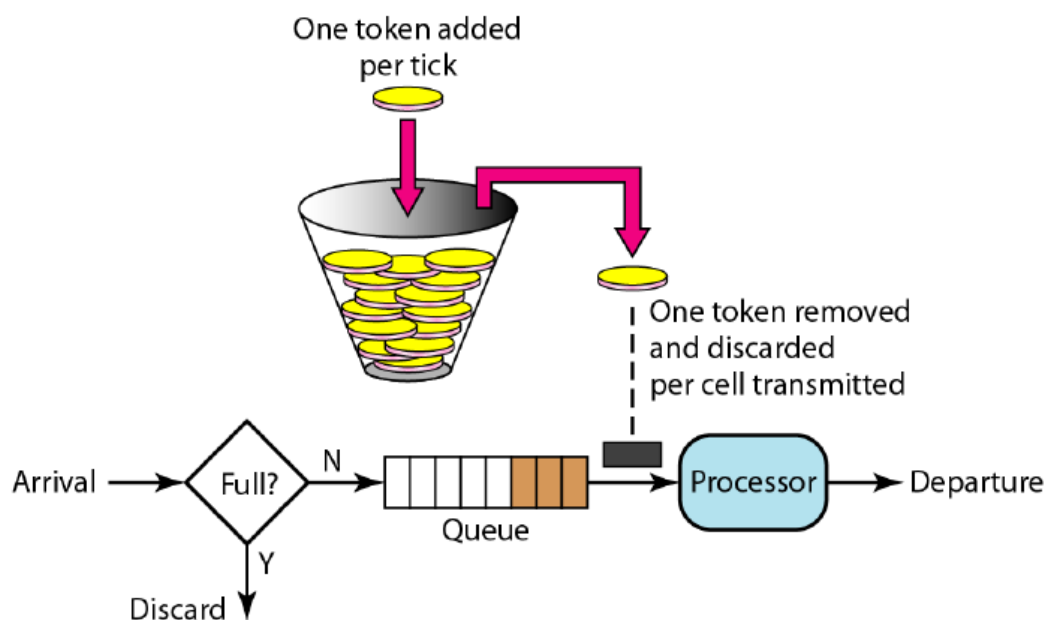 One token added
per tick
One token removed
and discarded
per cell transmitted
Arrival
Full?
N
Queue
Processor
Departure
Y
Discard